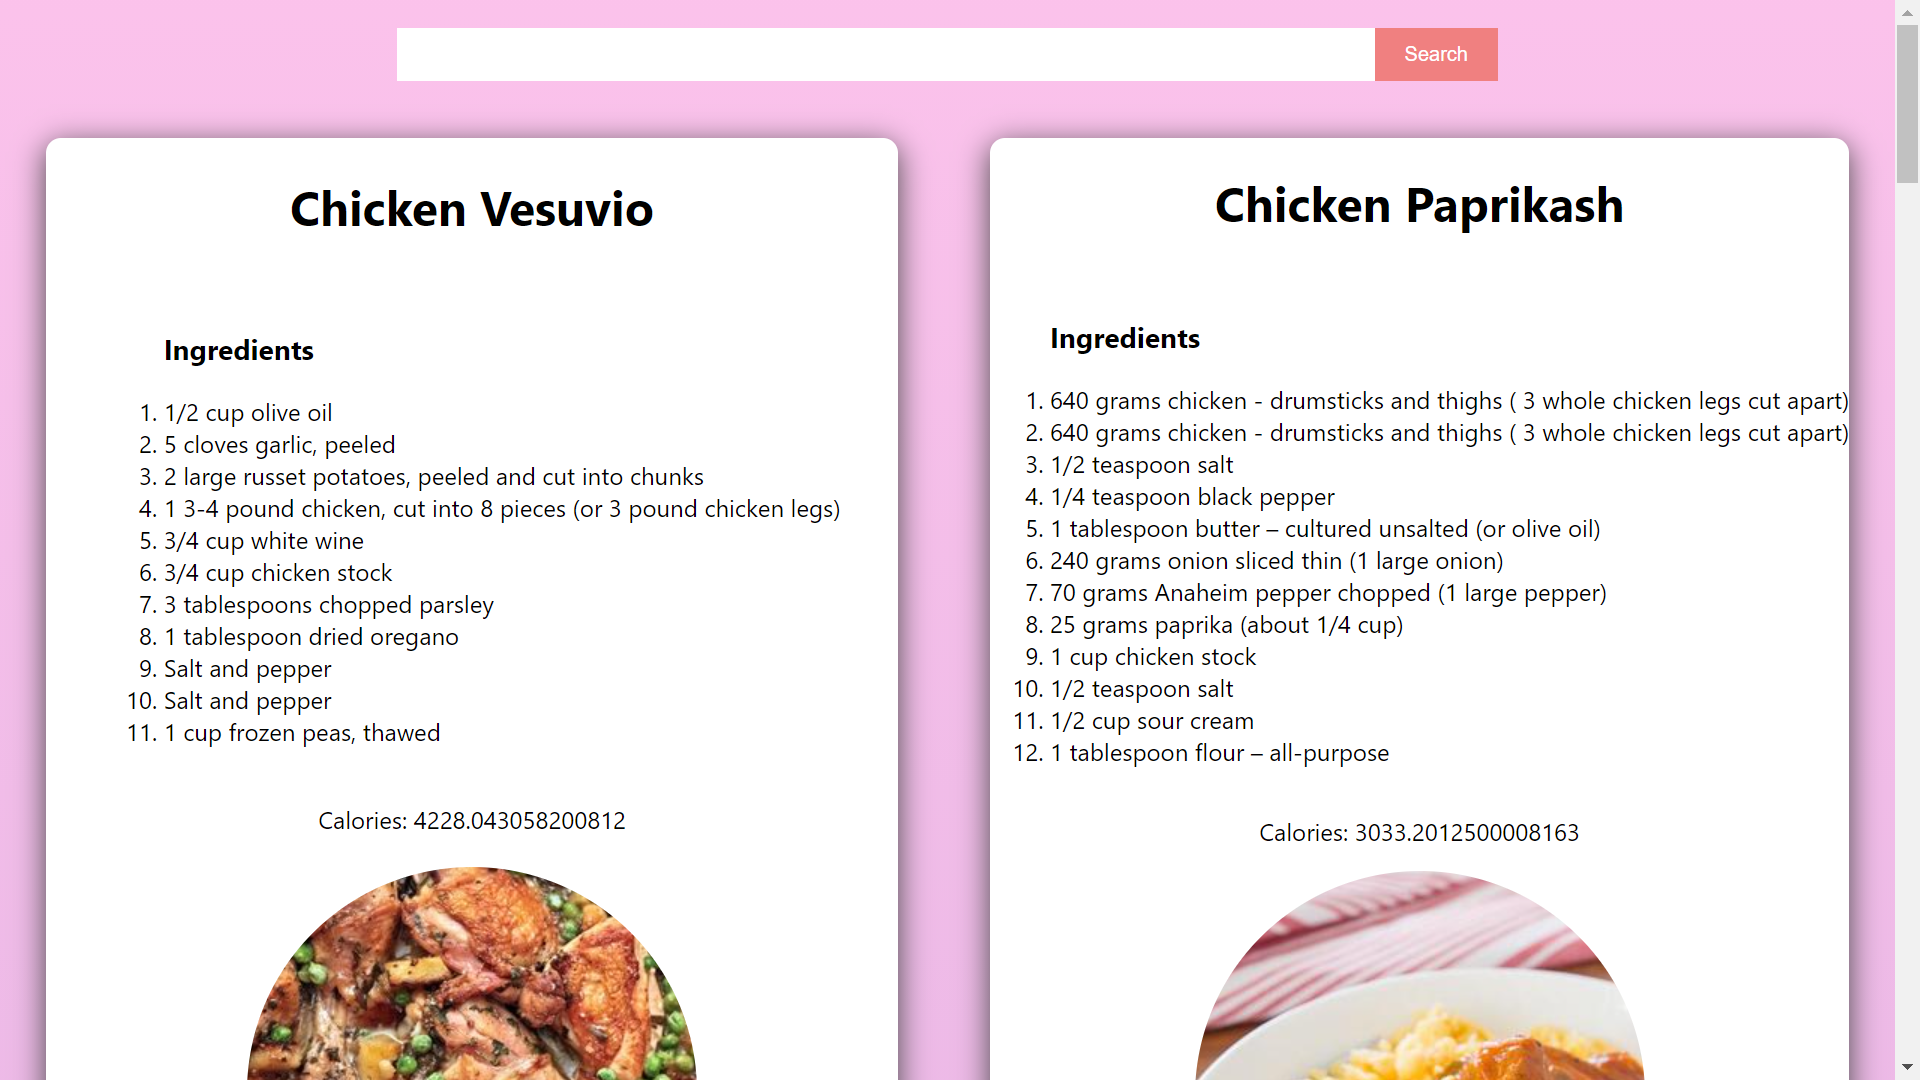 Search
Chicken Vesuvio
Ingredients
1. 1/2 cup olive oil
2. 5 cloves garlic, peeled
3. 2 large russet potatoes, peeled and cut into chunks
4. 1 3-4 pound chicken, cut into 8 pieces (or 3 pound chicken legs)
5. 3/4 cup white wine
6. 3/4 cup chicken stock
7. 3 tablespoons chopped parsley
8. 1 tablespoon dried oregano
9. Salt and pepper
10. Salt and pepper
11. 1 cup frozen peas, thawed
Calories: 4228.043058200812
Chicken Paprikash
Ingredients
1. 640 grams chicken - drumsticks and thighs ( 3 whole chicken legs cut apart)
2. 640 grams chicken - drumsticks and thighs ( 3 whole chicken legs cut apart)
3. 1/2 teaspoon salt
4. 1/4 teaspoon black pepper
5. 1 tablespoon butter – cultured unsalted (or olive oil)
6. 240 grams onion sliced thin (1 large onion)
7. 70 grams Anaheim pepper chopped (1 large pepper)
8. 25 grams paprika (about 1/4 cup)
9. 1 cup chicken stock
10. 1/2 teaspoon salt
11. 1/2 cup sour cream
12. 1 tablespoon flour – all-purpose
Calories: 3033.2012500008163